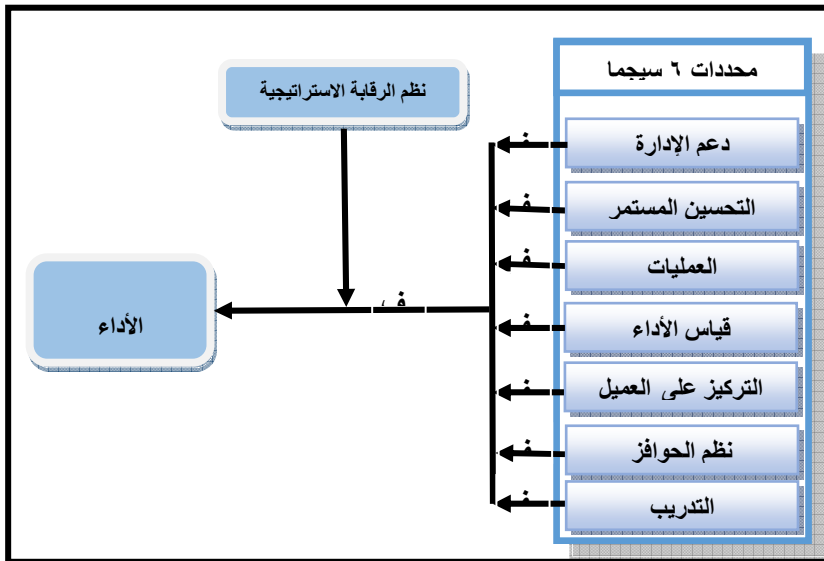 محددات ٦ سيجما
نظم الرقابة الاستراتيجية
دعم الإدارة
التحسين المستمر
العمليات
قياس الأداء
التركيز على العميل
نظم الحوافز
التدريب
الأداء